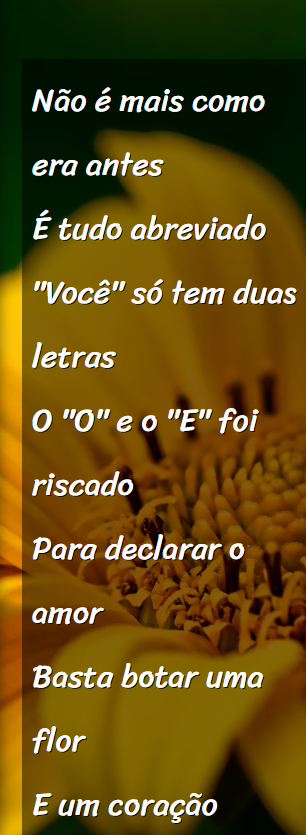 Não é mais como
era antes
É tudo abreviado
"Você" só tem duas
letras
O "O" e o "E" foi
riscado
Para declarar o
amor
Basta botar uma
flor
E um coração